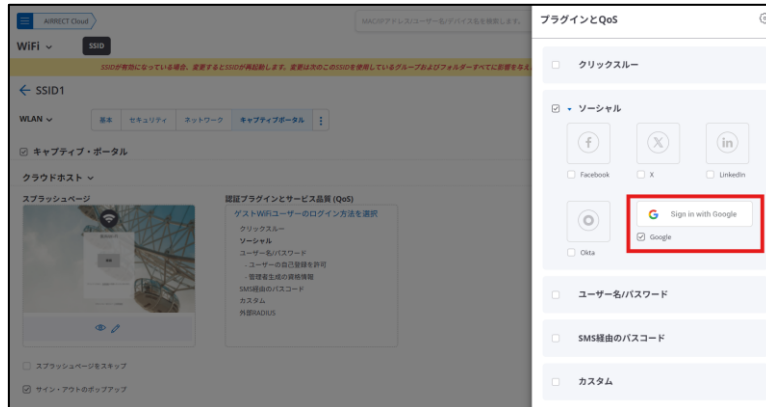 ARRECT Cloud
MAC/IPアドレス/ユーザー名/デバイス名を検索します。
WiFi
SSID
SSIDが有効になっている場合、変更するとSSIDが再起動します。変更は次のこのSSIDを使用しているグループおよびフォルダーすべてに影響を与え
SSID1
WLAN
基本 セキュリティ ネットワーク キャプティブポータル
キャプティブ・ポータル
クラウドホスト
スプラッシュページ
スプラッシュページをスキップ
サイン・アウトのポップアップ
認証プラグインとサービス品質 (QoS)
ゲストWiFiユーザーのログイン方法を選択
クリックスルー
ソーシャル
ユーザー名/パスワード
- ユーザーの自己登録を許可
- 管理者生成の資格情報
SMS経由のパスコード
カスタム
外部RADIUS
プラグインとQoS
クリックスルー
ソーシャル
Facebook
X
LinkedIn
Okta
Sign in with Google
Google
ユーザー名/パスワード
SMS経由のパスコード
カスタム